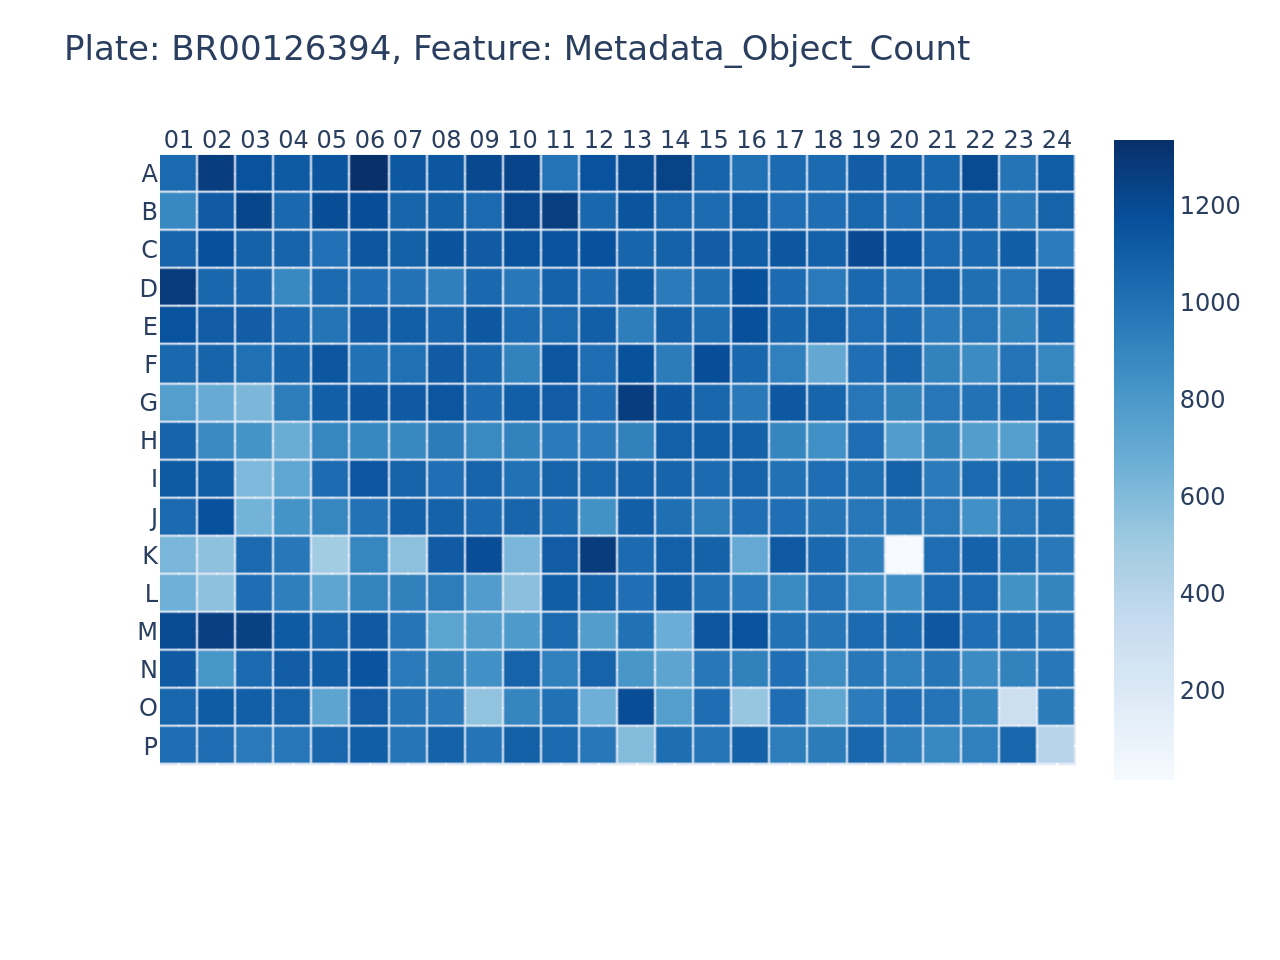 Plate: BR00126394, Feature: Metadata_Object_Count
01 02 03 04 05 06 07 08 09 10 11 12 13 14 15 16 17 18 19 20 21 22 23 24
A
B
C
D
E
F
G
H
I
J
K
L
M
N
O
P
1200
1000
800
600
400
200